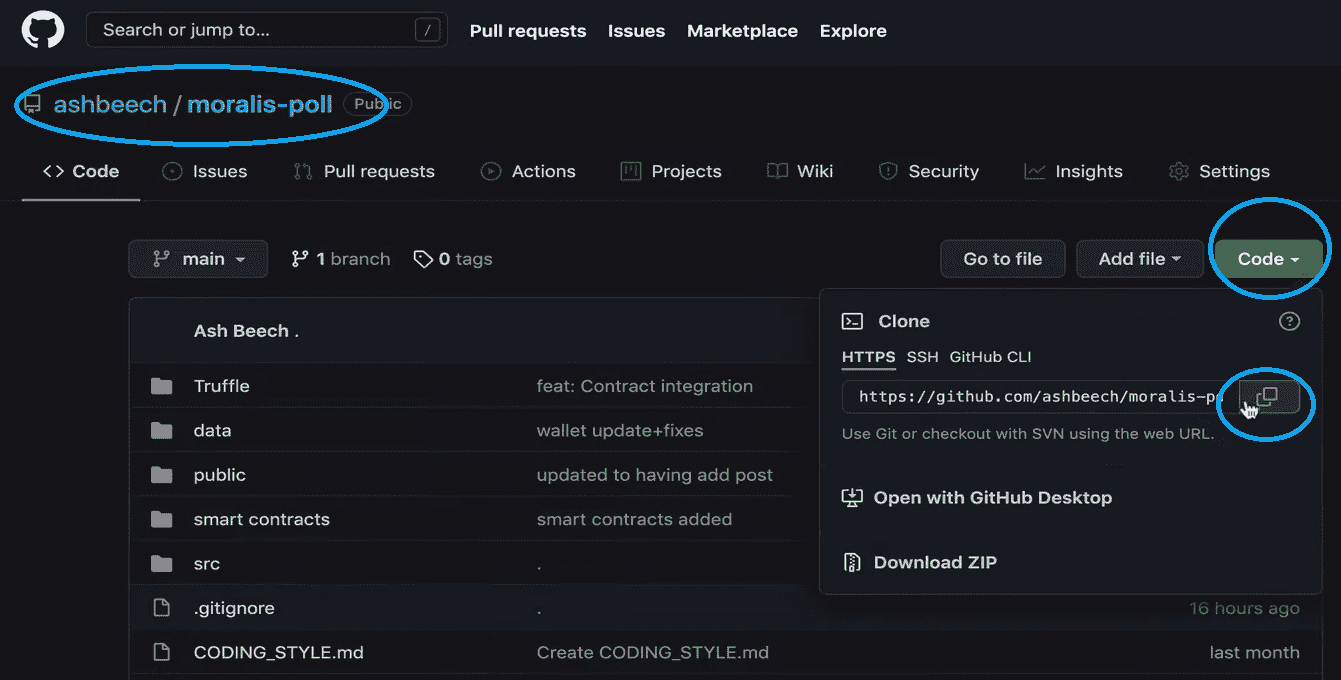 Search or jump to... / Pull requests Issues Marketplace Explore
ashbeech / moralis-poll Public
<> Code Issues Pull requests Actions Projects Wiki Security Insights Settings
main 1 branch 0 tags Go to file Add file Code
Ash Beech .
Truffle feat: Contract integration
data wallet update+fixes
public updated to having add post
smart contracts smart contracts added
src .
.gitignore . 16 hours ago
CODING_STYLE.md Create CODING_STYLE.md last month
Clone ?
HTTPS SSH GitHub CLI
https://github.com/ashbeech/moralis-p
Use Git or checkout with SVN using the web URL.
Open with GitHub Desktop
Download ZIP